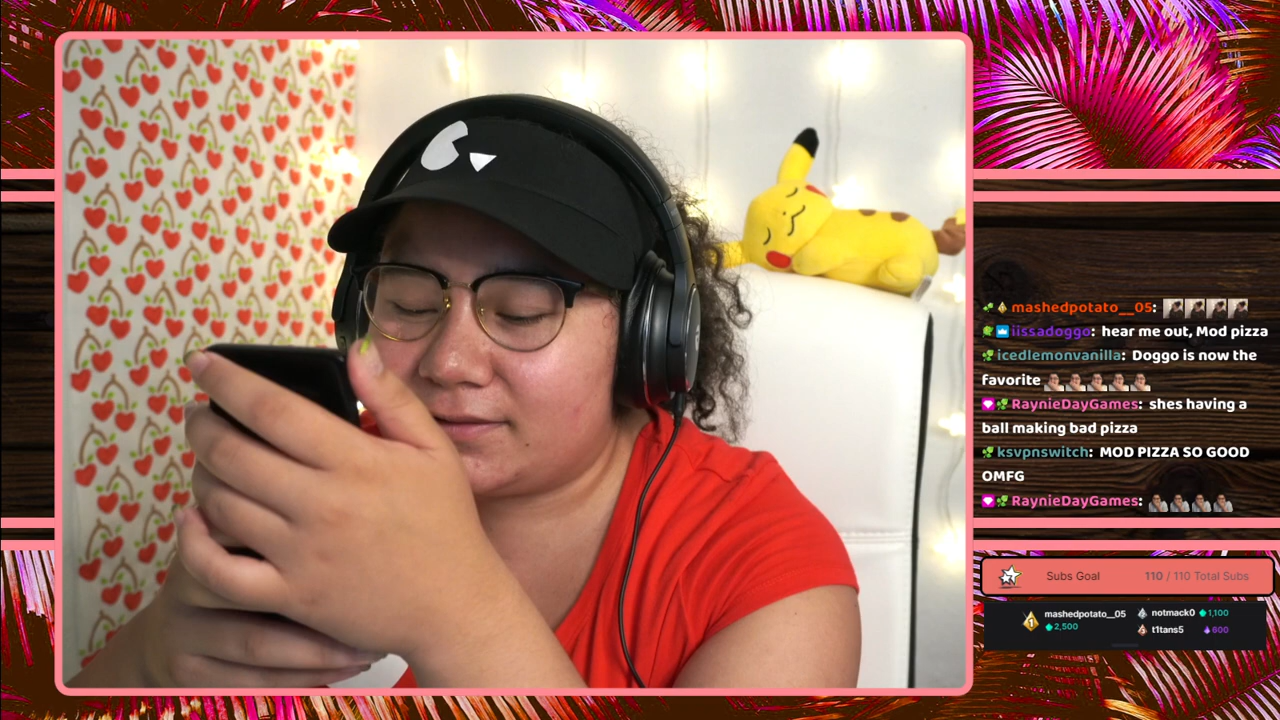 mashedpotato__05:
iissadoggo: hear me out, Mod pizza
icedlemonvanilla: Doggo is now the
favorite
RaynieDayGames: shes having a
ball making bad pizza
ksvpnswitch: MOD PIZZA SO GOOD
OMFG
RaynieDayGames:
Subs Goal 110 / 110 Total Subs
1 mashedpotato__05
2,500
notmack0 1,100
t1tans5 600